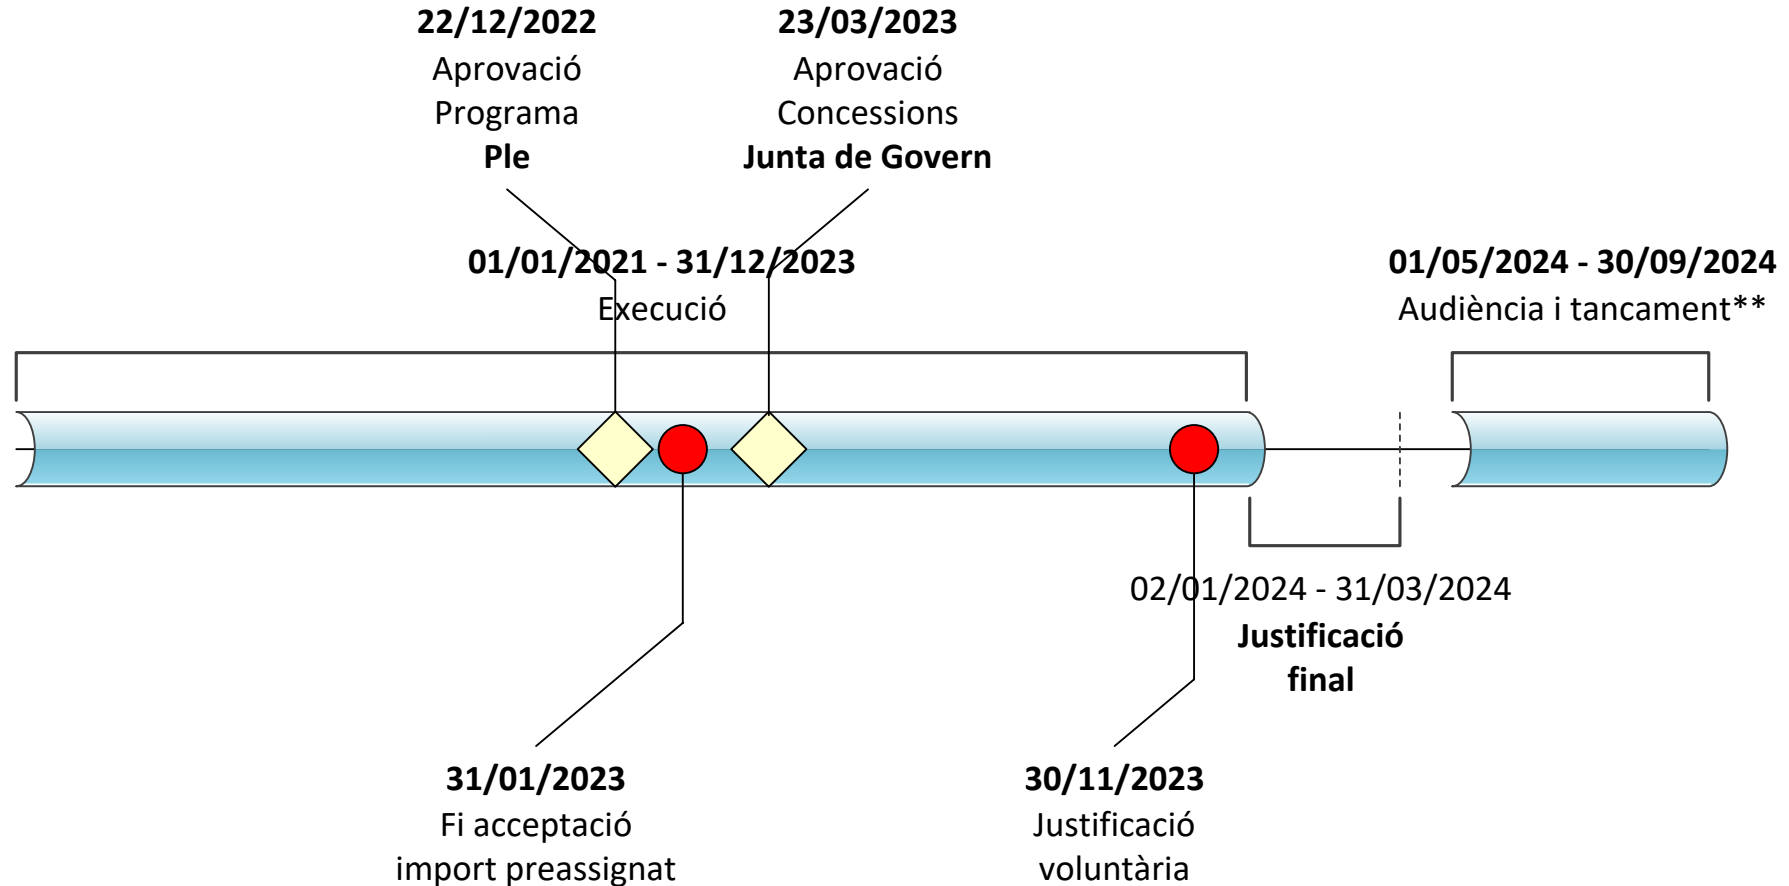 22/12/2022
Aprovació
Programa
Ple
23/03/2023
Aprovació
Concessions
Junta de Govern
01/01/2021 - 31/12/2023
Execució
01/05/2024 - 30/09/2024
Audiència i tancament**
02/01/2024 - 31/03/2024
Justificació
final
31/01/2023
Fi acceptació
import preassignat
30/11/2023
Justificació
voluntària